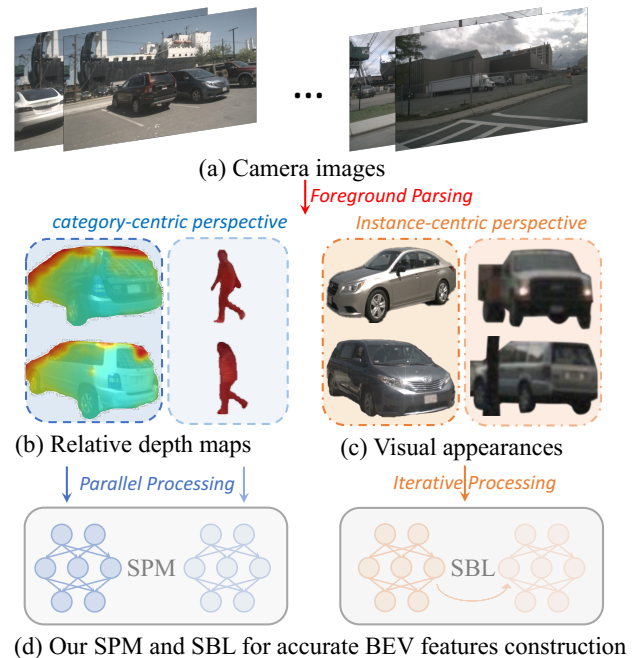 ...
(a) Camera images
Foreground Parsing
category-centric perspective
Instance-centric perspective
(b) Relative depth maps
(c) Visual appearances
Parallel Processing
Iterative Processing
SPM
SBL
(d) Our SPM and SBL for accurate BEV features construction